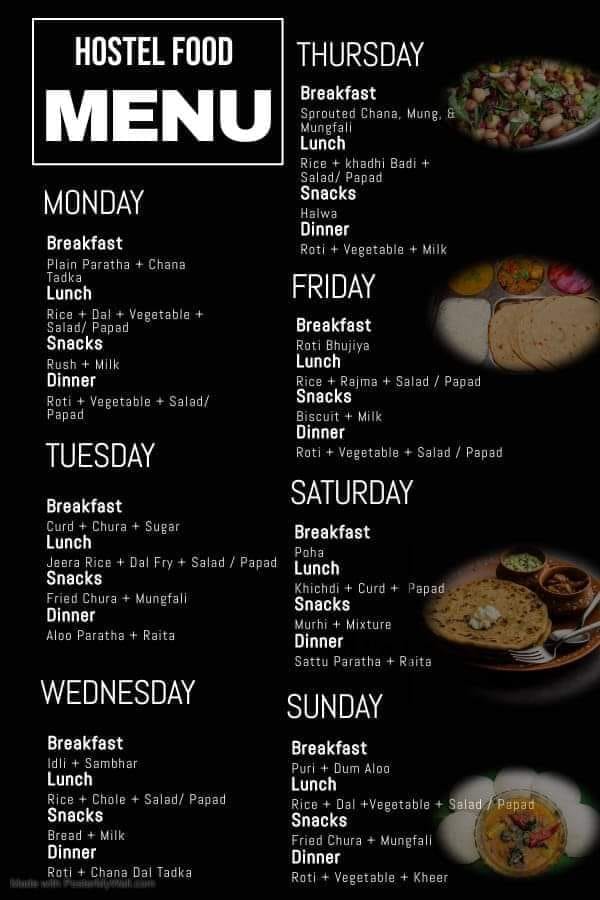 HOSTEL FOOD
MENU
MONDAY
Breakfast
Plain Paratha + Chana
Tadka
Lunch
Rice + Dal + Vegetable +
Salad/ Papad
Snacks
Rush + Milk
Dinner
Roti + Vegetable + Salad/
Papad
TUESDAY
Breakfast
Curd + Chura + Sugar
Lunch
Jeera Rice + Dal Fry + Salad / Papad
Snacks
Fried Chura + Mungfali
Dinner
Aloo Paratha + Raita
WEDNESDAY
Breakfast
Idli + Sambhar
Lunch
Rice + Chole + Salad/ Papad
Snacks
Bread + Milk
Dinner
Roti + Chana Dal Tadka
Made with PosterMyWall.com
THURSDAY
Breakfast
Sprouted Chana, Mung, &
Mungfali
Lunch
Rice + khadhi Badi +
Salad/ Papad
Snacks
Halwa
Dinner
Roti + Vegetable + Milk
FRIDAY
Breakfast
Roti Bhujiya
Lunch
Rice + Rajma + Salad / Papad
Snacks
Biscuit + Milk
Dinner
Roti + Vegetable + Salad / Papad
SATURDAY
Breakfast
Poha
Lunch
Khichdi + Curd + Papad
Snacks
Murhi + Mixture
Dinner
Sattu Paratha + Raita
SUNDAY
Breakfast
Puri + Dum Aloo
Lunch
Rice + Dal +Vegetable + Salad / Papad
Snacks
Fried Chura + Mungfali
Dinner
Roti + Vegetable + Kheer